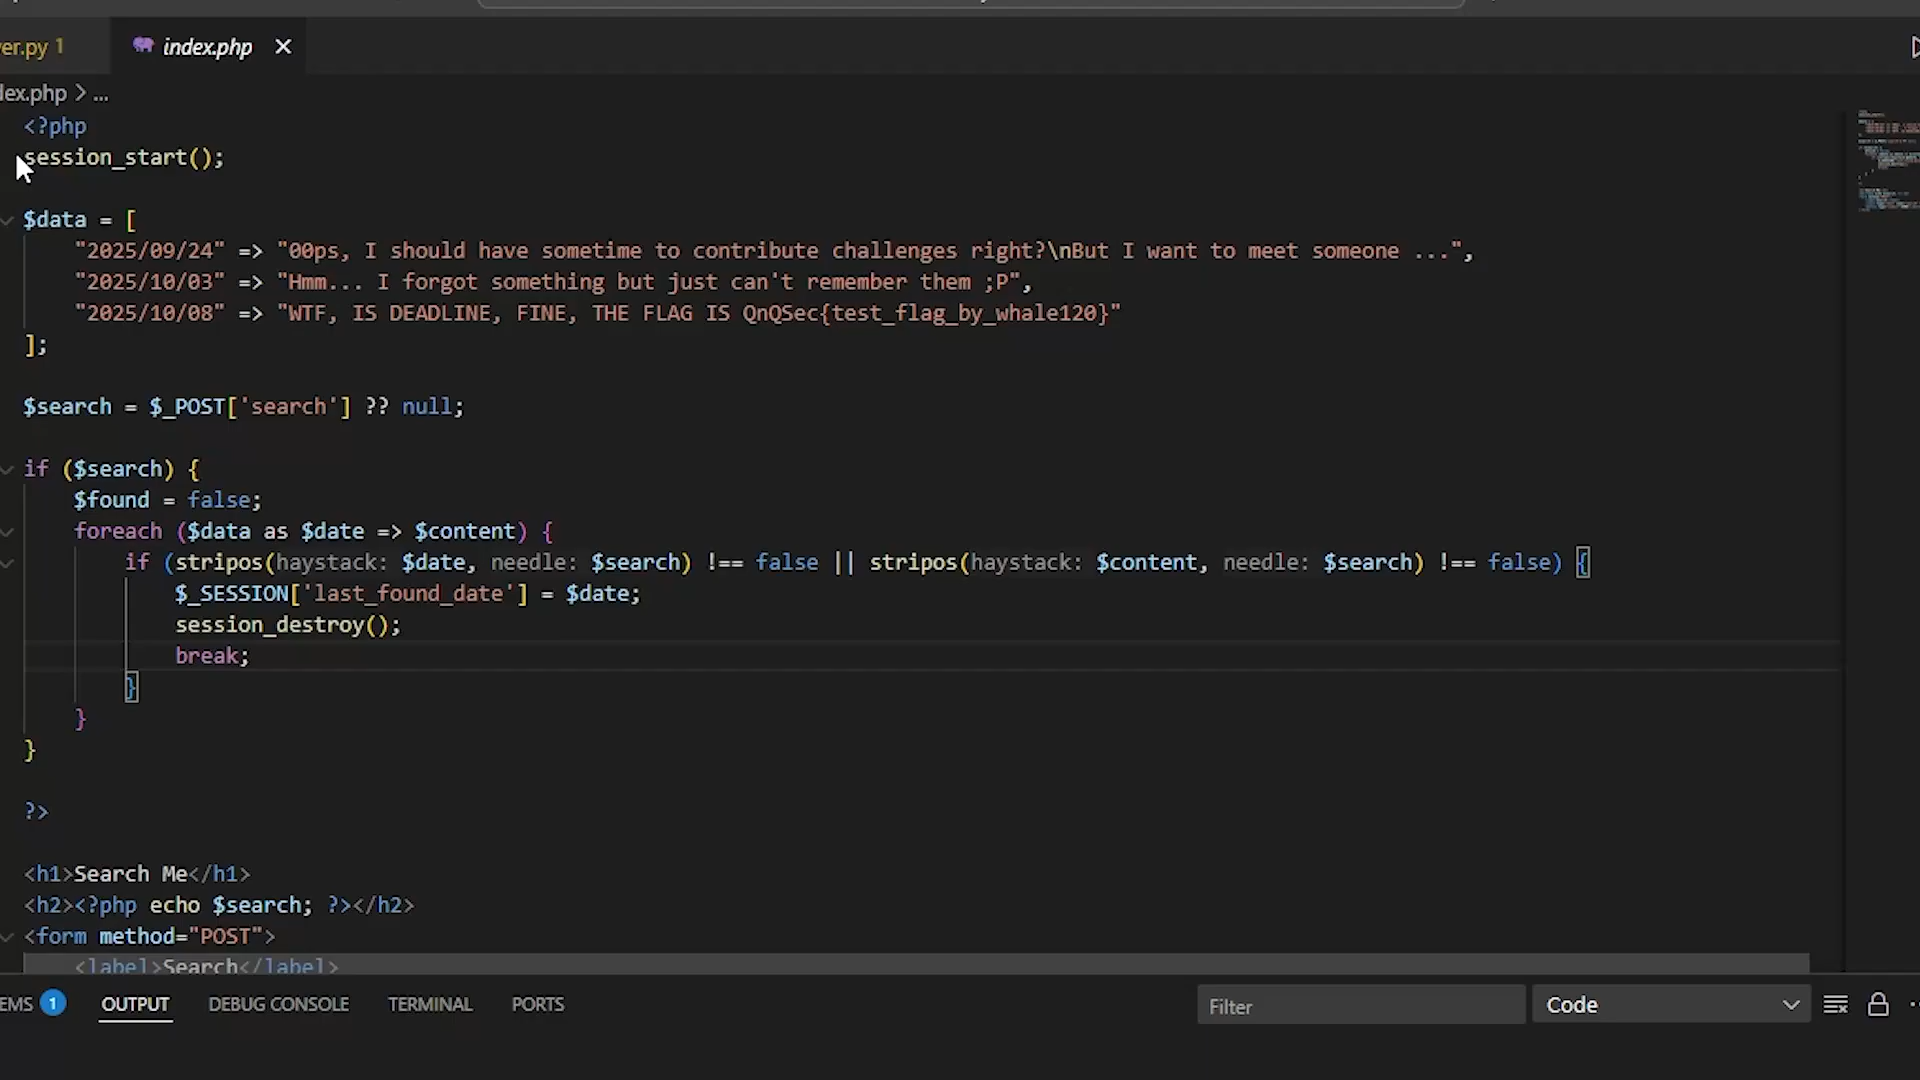 er.py 1
index.php
dex.php > ...
<?php
session_start();
$data = [
"2025/09/24" => "00ps, I should have sometime to contribute challenges right?\nBut I want to meet someone ...",
"2025/10/03" => "Hmm... I forgot something but just can't remember them ;P",
"2025/10/08" => "WTF, IS DEADLINE, FINE, THE FLAG IS QnQSec{test_flag_by_whale120}"
];
$search = $_POST['search'] ?? null;
if ($search) {
$found = false;
foreach ($data as $date => $content) {
if (stripos(haystack: $date, needle: $search) !== false || stripos(haystack: $content, needle: $search) !== false) {
$_SESSION['last_found_date'] = $date;
session_destroy();
break;
}
}
}
?>
<h1>Search Me</h1>
<h2><?php echo $search; ?></h2>
<form method="POST">
<label>Search</label>
EMS 1 OUTPUT DEBUG CONSOLE TERMINAL PORTS Filter Code